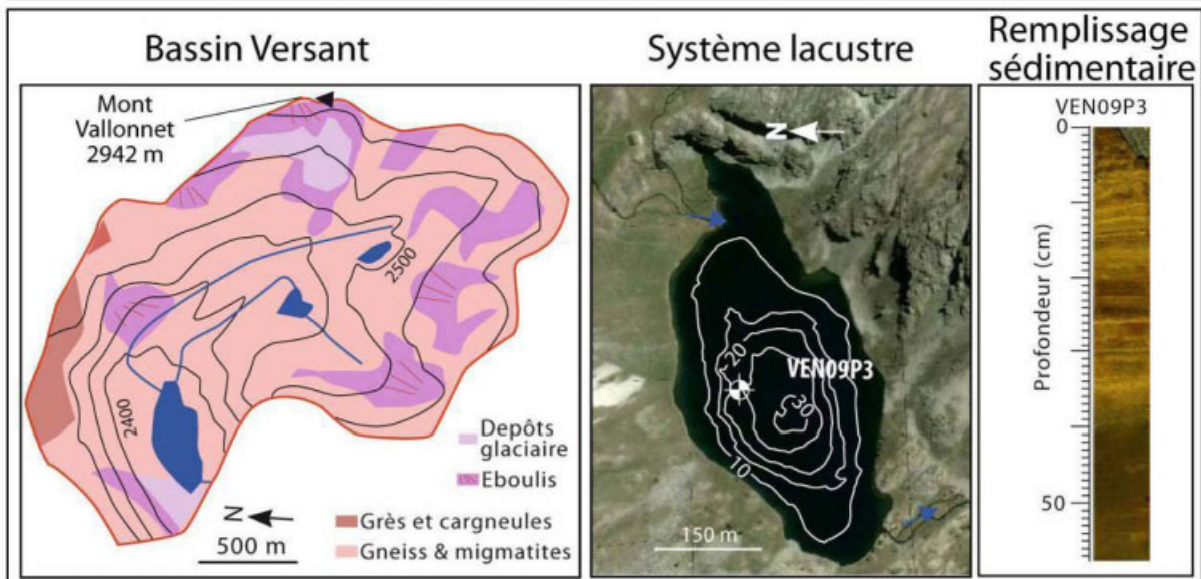 Bassin Versant
Mont
Vallonnet
2942 m
2500
2400
Depôts
glaciaire
Eboulis
N
500 m
Grès et cargneules
Gneiss & migmatites
Système lacustre
N
20
VEN09P3
30
10
150 m
Remplissage
sédimentaire
VEN09P3
0
Profondeur (cm)
50